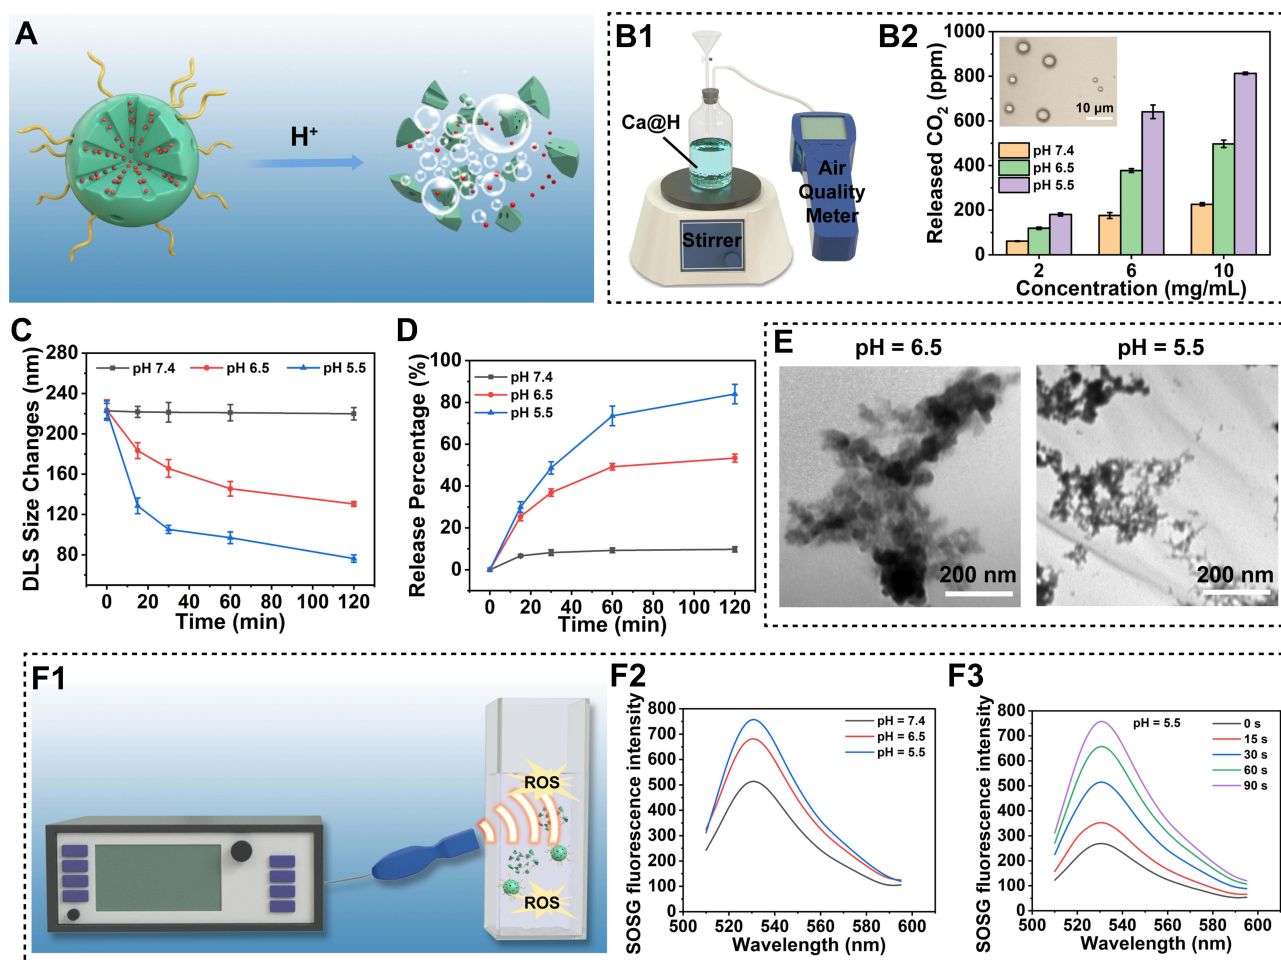 A
H⁺
B1
Ca@H
Stirrer
Air
Quality
Meter
B2
Released CO₂ (ppm)
1000
800
600
400
200
0
10 µm
pH 7.4
pH 6.5
pH 5.5
2 6 10
Concentration (mg/mL)
C
DLS Size Changes (nm)
280
240
200
160
120
80
pH 7.4 pH 6.5 pH 5.5
0 20 40 60 80 100 120
Time (min)
D
Release Percentage (%)
100
80
60
40
20
0
pH 7.4
pH 6.5
pH 5.5
0 20 40 60 80 100 120
Time (min)
E
pH = 6.5
200 nm
pH = 5.5
200 nm
F1
ROS
ROS
F2
SOSG fluorescence intensity
800
700
600
500
400
300
200
100
0
pH = 7.4
pH = 6.5
pH = 5.5
500 520 540 560 580 600
Wavelength (nm)
F3
SOSG fluorescence intensity
800
700
600
500
400
300
200
100
0
pH = 5.5
0 s
15 s
30 s
60 s
90 s
500 520 540 560 580 600
Wavelength (nm)